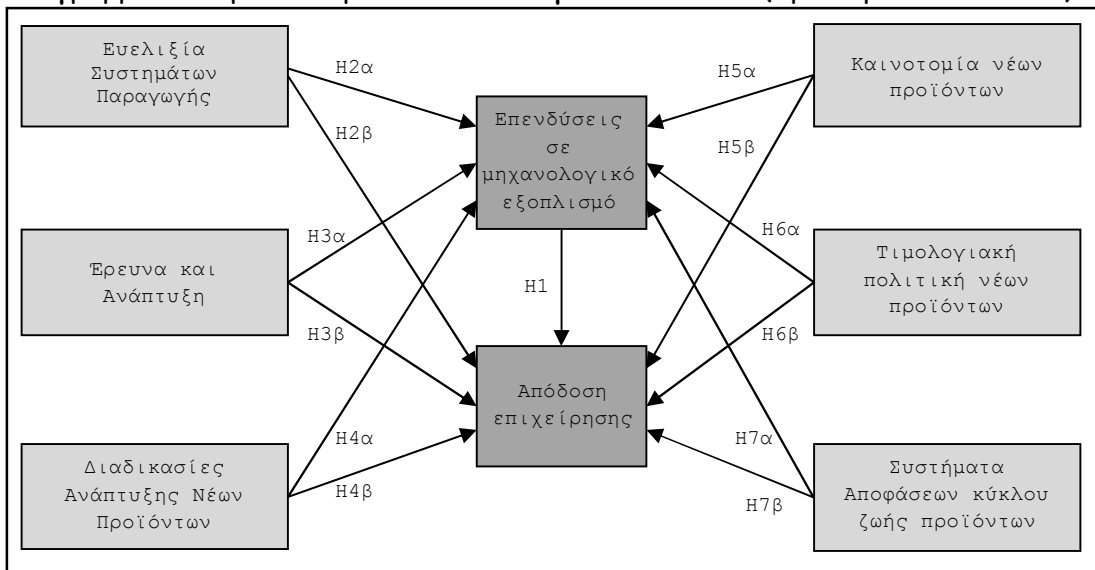 Ευελιξία
Συστημάτων
Παραγωγής
H2α
H2β
Έρευνα και
Ανάπτυξη
H3α
H3β
Διαδικασίες
Ανάπτυξης Νέων
Προϊόντων
H4α
H4β
Επενδύσεις
σε
μηχανολογικό
εξοπλισμό
H1
Απόδοση
επιχείρησης
H5α
H5β
Καινοτομία νέων
προϊόντων
H6α
H6β
Τιμολογιακή
πολιτική νέων
προϊόντων
H7α
H7β
Συστήματα
Αποφάσεων κύκλου
ζωής προϊόντων